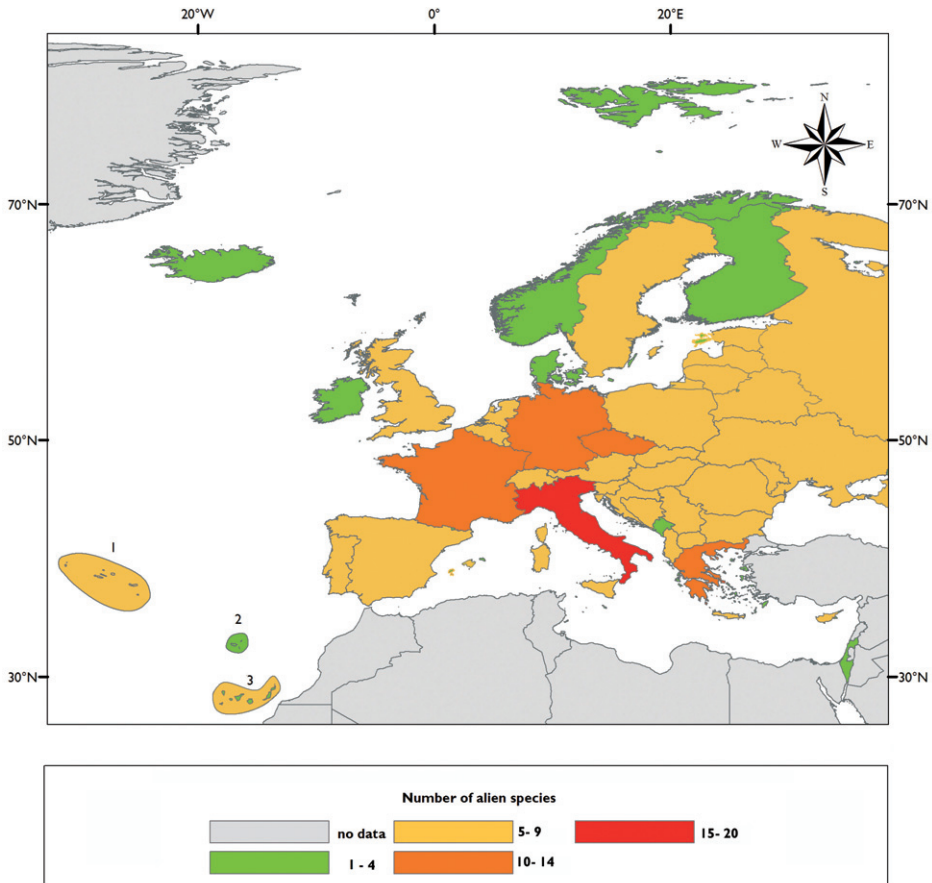 20°W 0° 20°E
N
W E
S
70°N 70°N
50°N 50°N
1
2
3
30°N 30°N
Number of alien species
no data 5- 9 15- 20
1 - 4 10- 14